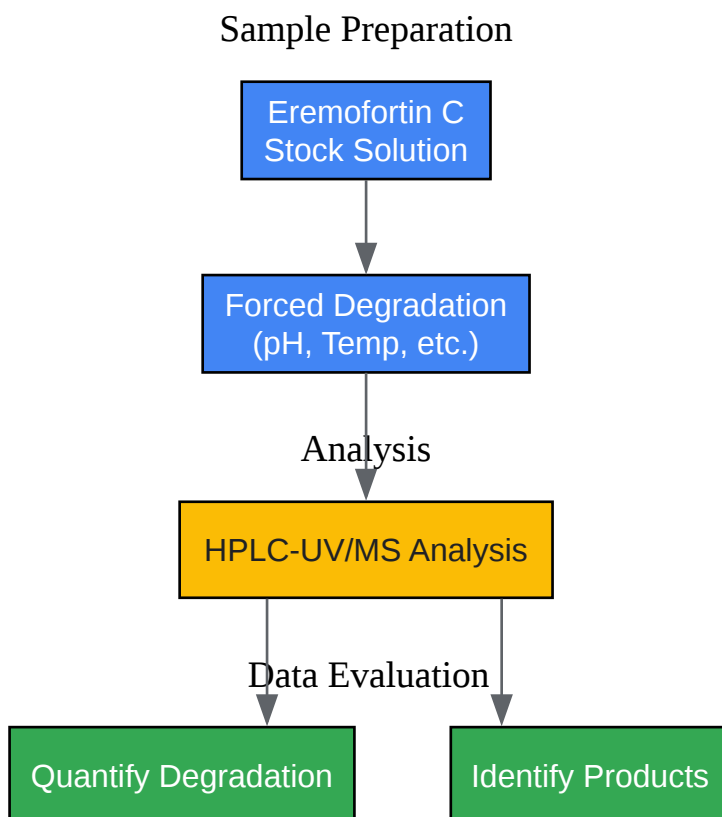 Sample Preparation
Eremofortin C
Stock Solution
Forced Degradation
(pH, Temp, etc.)
Analysis
HPLC-UV/MS Analysis
Data Evaluation
Quantify Degradation
Identify Products